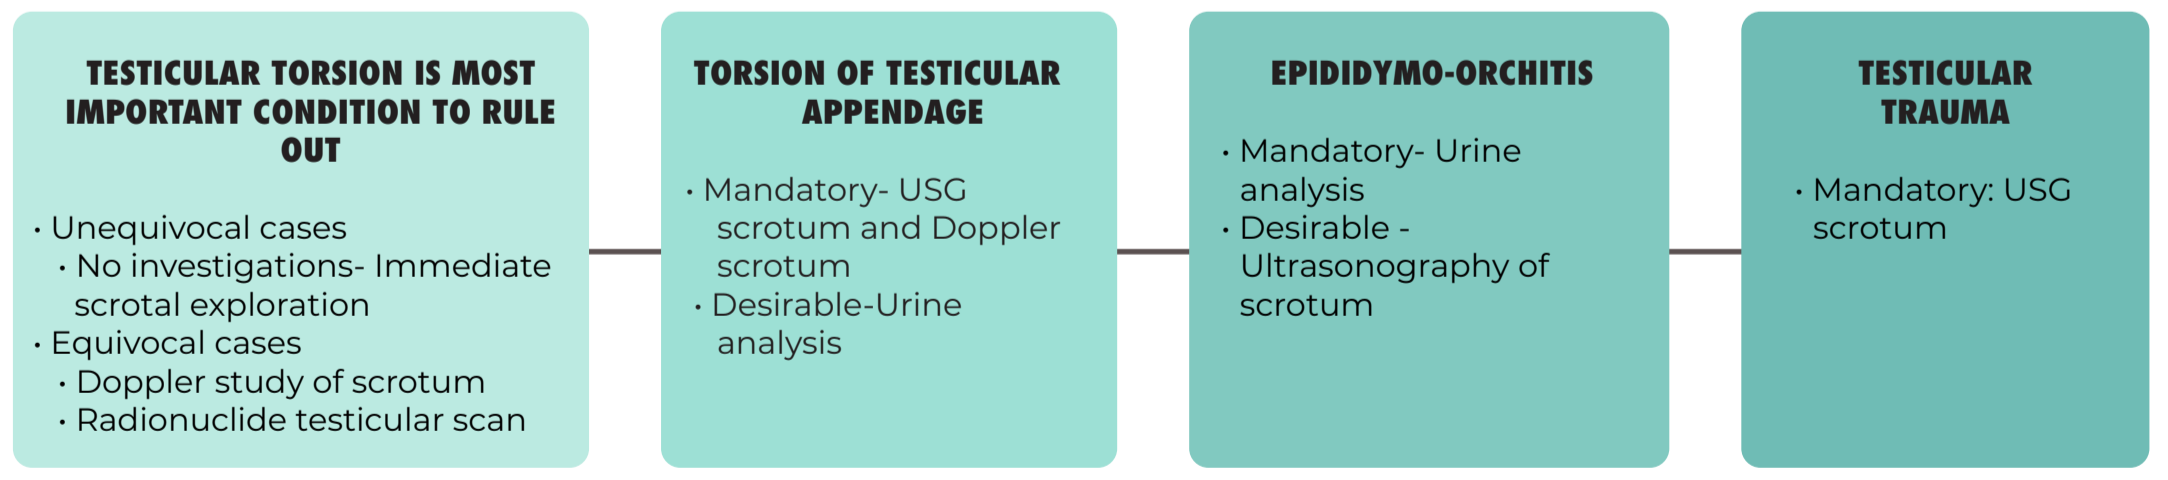 TESTICULAR TORSION IS MOST
IMPORTANT CONDITION TO RULE
OUT
• Unequivocal cases
• No investigations- Immediate
scrotal exploration
• Equivocal cases
• Doppler study of scrotum
• Radionuclide testicular scan
TORSION OF TESTICULAR
APPENDAGE
• Mandatory- USG
scrotum and Doppler
scrotum
• Desirable-Urine
analysis
EPIDIDYMO-ORCHITIS
• Mandatory- Urine
analysis
• Desirable -
Ultrasonography of
scrotum
TESTICULAR
TRAUMA
• Mandatory: USG
scrotum